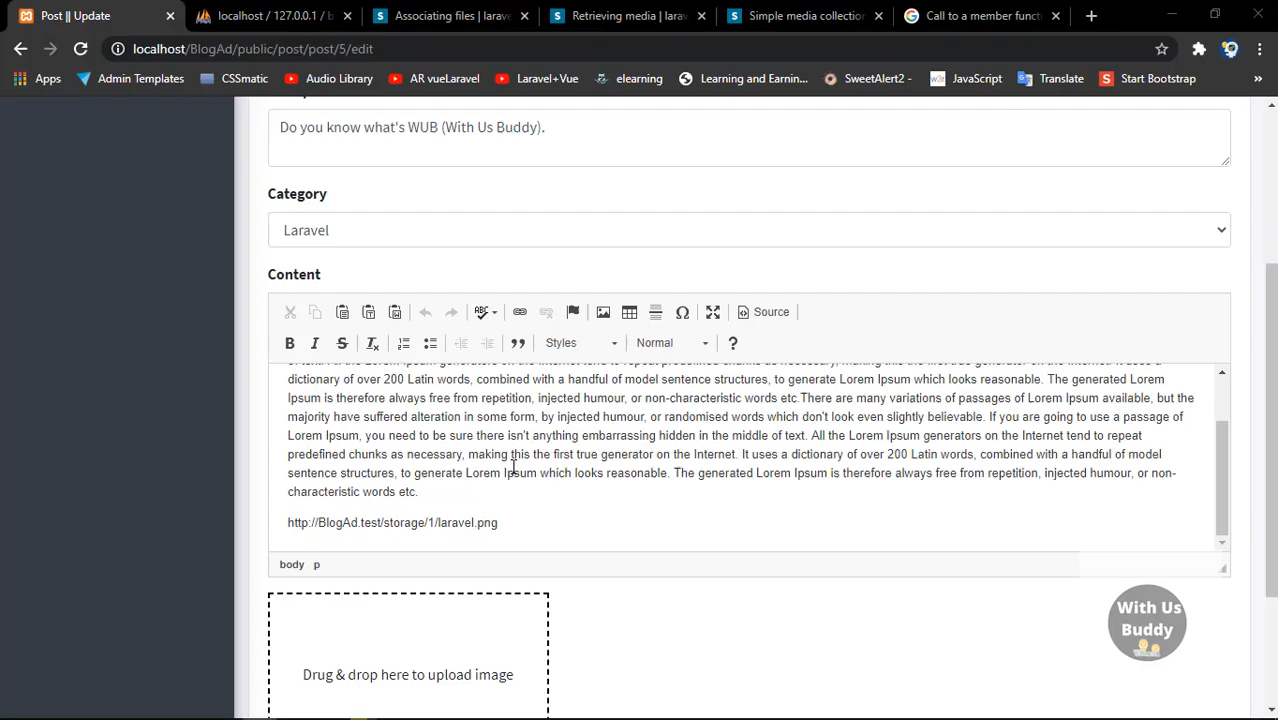 Post || Update
localhost / 127.0.0.1 / b
Associating files | larave
Retrieving media | larav
Simple media collection
Call to a member funct
localhost/BlogAd/public/post/post/5/edit
Apps
Admin Templates
CSSmatic
Audio Library
AR vueLaravel
Laravel+Vue
elearning
Learning and Earnin...
SweetAlert2 -
JavaScript
Translate
Start Bootstrap
»
Do you know what's WUB (With Us Buddy).
Category
Laravel
Content
Source
Styles
Normal
dictionary of over 200 Latin words, combined with a handful of model sentence structures, to generate Lorem Ipsum which looks reasonable. The generated Lorem
Ipsum is therefore always free from repetition, injected humour, or non-characteristic words etc.There are many variations of passages of Lorem Ipsum available, but the
majority have suffered alteration in some form, by injected humour, or randomised words which don't look even slightly believable. If you are going to use a passage of
Lorem Ipsum, you need to be sure there isn't anything embarrassing hidden in the middle of text. All the Lorem Ipsum generators on the Internet tend to repeat
predefined chunks as necessary, making this the first true generator on the Internet. It uses a dictionary of over 200 Latin words, combined with a handful of model
sentence structures, to generate Lorem Ipsum which looks reasonable. The generated Lorem Ipsum is therefore always free from repetition, injected humour, or non-
characteristic words etc.
http://BlogAd.test/storage/1/laravel.png
body p
With Us
Buddy
Drug & drop here to upload image